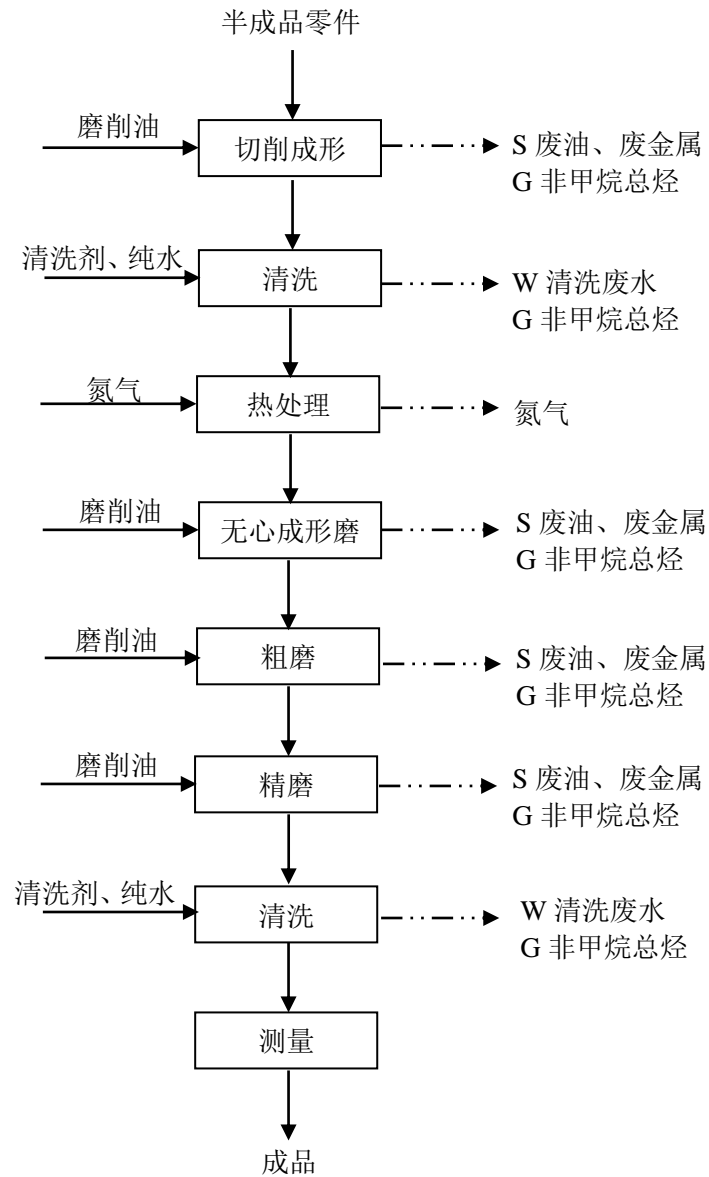 半成品零件
磨削油
切削成形
S 废油、废金属
G 非甲烷总烃
清洗剂、纯水
清洗
W 清洗废水
G 非甲烷总烃
氮气
热处理
氮气
磨削油
无心成形磨
S 废油、废金属
G 非甲烷总烃
磨削油
粗磨
S 废油、废金属
G 非甲烷总烃
磨削油
精磨
S 废油、废金属
G 非甲烷总烃
清洗剂、纯水
清洗
W 清洗废水
G 非甲烷总烃
测量
成品